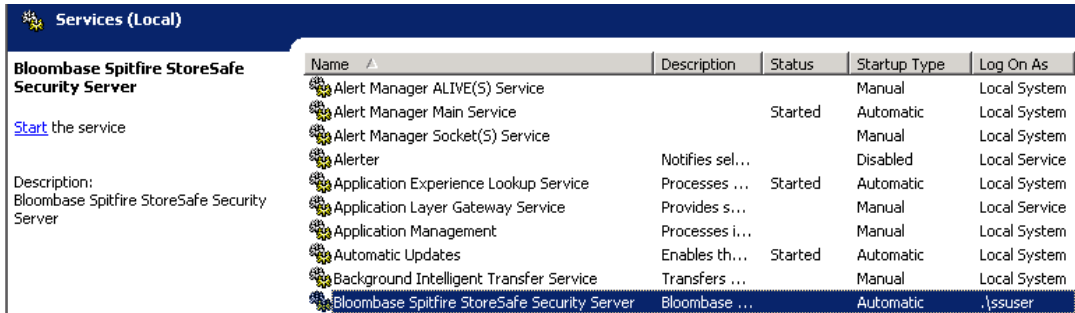 Services (Local)
Bloombase Spitfire StoreSafe
Security Server
Start the service
Description:
Bloombase Spitfire StoreSafe Security
Server
Name Description Status Startup Type Log On As
Alert Manager ALIVE(S) Service Manual Local System
Alert Manager Main Service Started Automatic Local System
Alert Manager Socket(S) Service Manual Local System
Alerter Notifies sel... Disabled Local Service
Application Experience Lookup Service Processes ... Started Automatic Local System
Application Layer Gateway Service Provides s... Manual Local Service
Application Management Processes i... Manual Local System
Automatic Updates Enables th... Started Automatic Local System
Background Intelligent Transfer Service Transfers ... Manual Local System
Bloombase Spitfire StoreSafe Security Server Bloombase ... Automatic .\ssuser